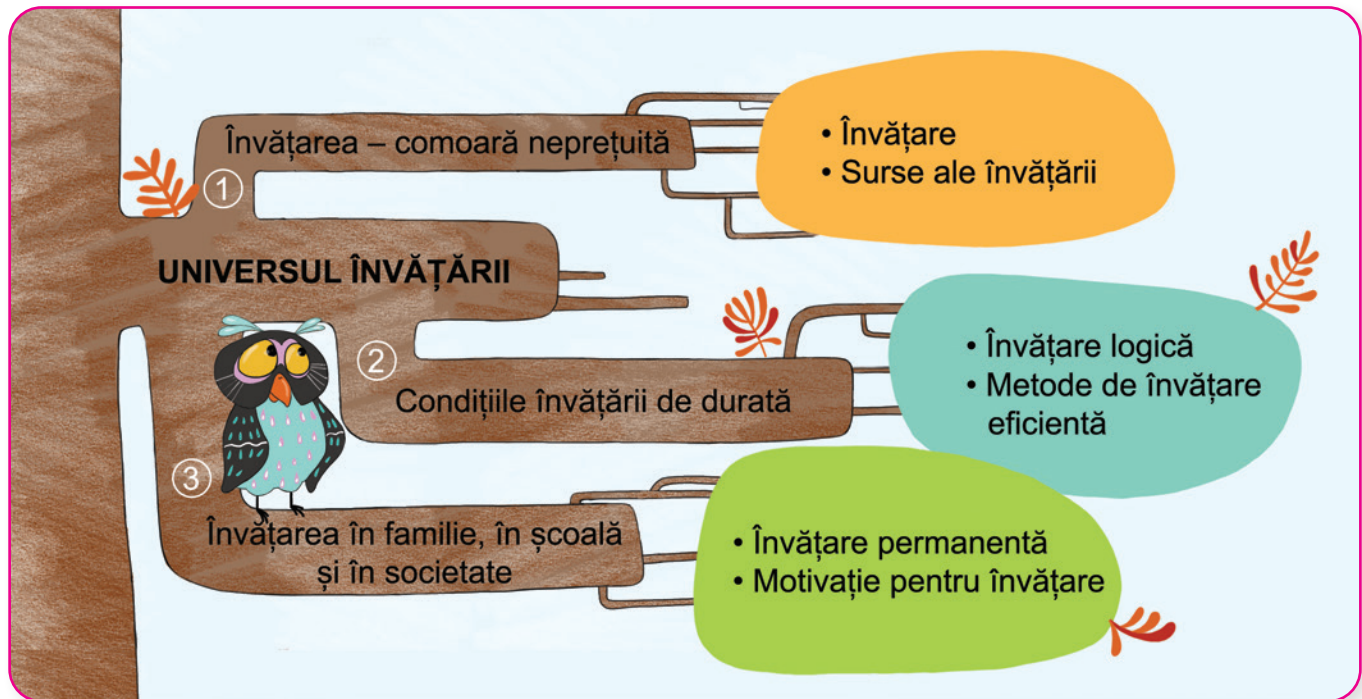 Învățarea – comoară neprețuită
1
• Învățare
• Surse ale învățării
UNIVERSUL ÎNVĂȚĂRII
2
Condițiile învățării de durată
• Învățare logică
• Metode de învățare
eficientă
3
Învățarea în familie, în școală
și în societate
• Învățare permanentă
• Motivație pentru învățare